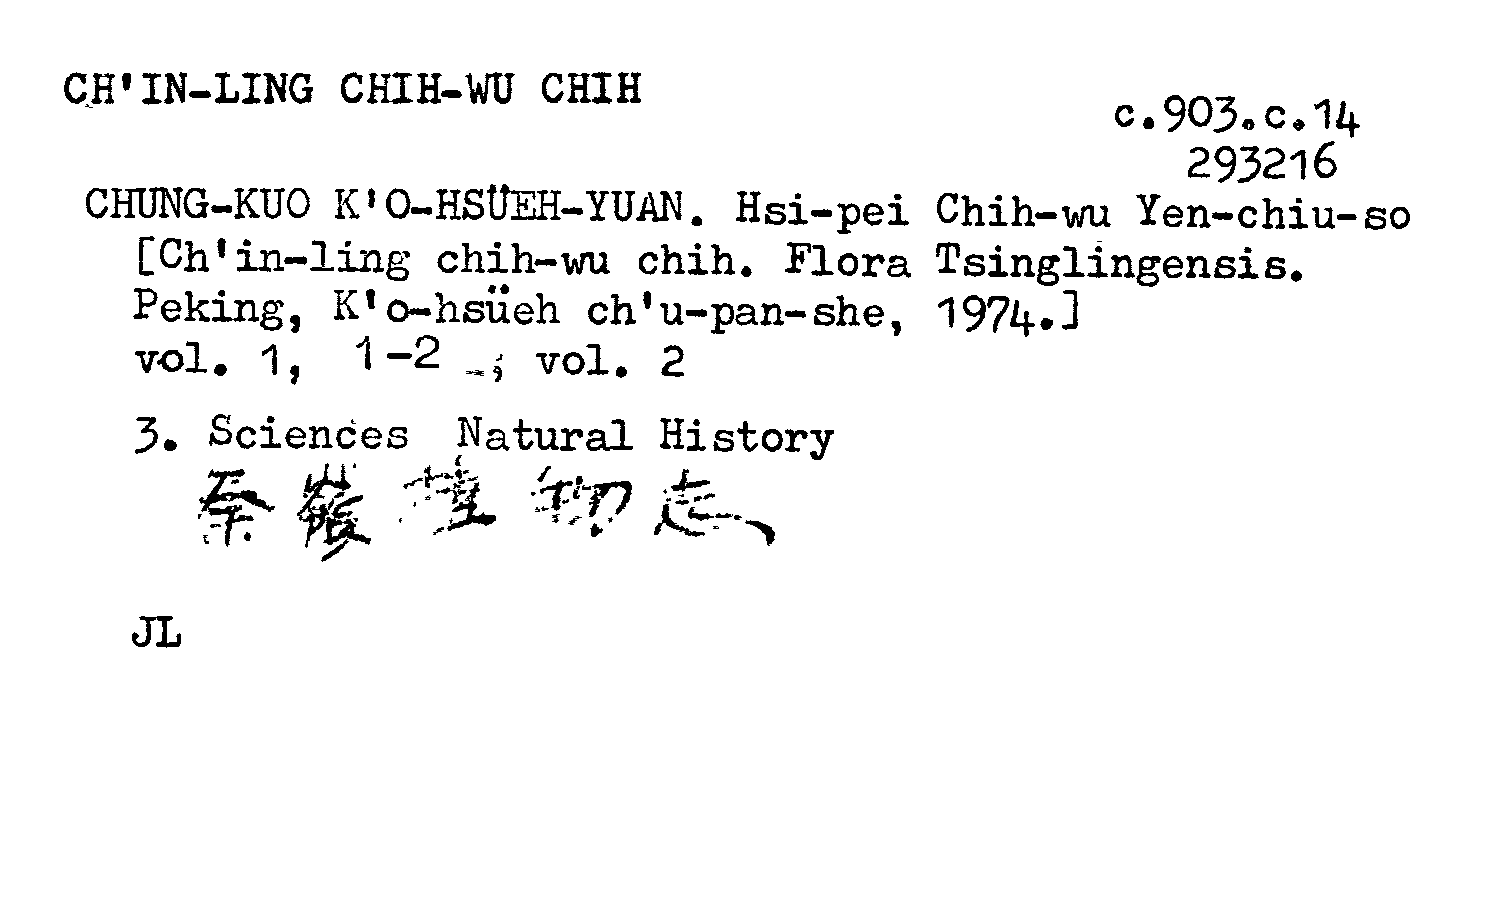 CH'IN-LING CHIH-WU CHIH
c.903.c.14
293216
CHUNG-KUO K'O-HSÜEH-YUAN. Hsi-pei Chih-wu Yen-chiu-so
[Ch'in-ling chih-wu chih. Flora Tsinglingensis.
Peking, K'o-hsüeh ch'u-pan-she, 1974.]
vol. 1, 1-2 ; vol. 2
3. Sciences Natural History
秦嶺植物志
JL